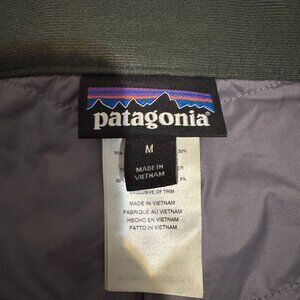 patagonia
M
MADE IN
VIETNAM
EXCLUSIVE OF TRIM
MADE IN VIETNAM
FABRIQUÉ AU VIETNAM
HECHO EN VIETNAM
FATTO IN VIETNAM